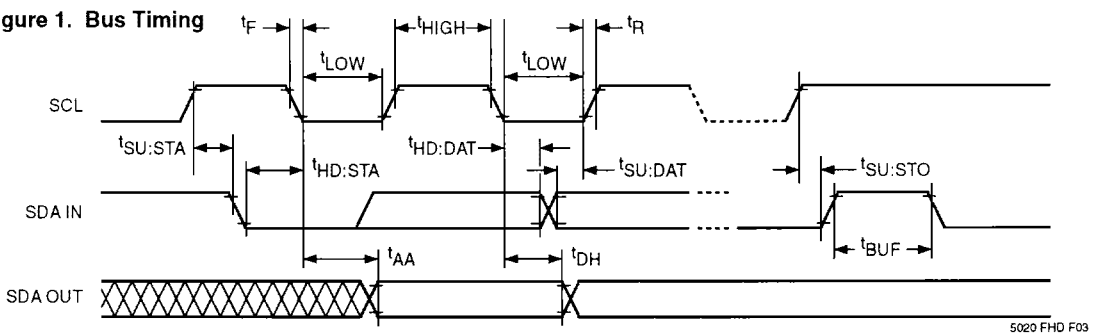 gure 1. Bus Timing
tF
tHIGH
tR
tLOW
tLOW
SCL
tSU:STA
tHD:STA
tHD:DAT
tSU:DAT
tSU:STO
SDA IN
tAA
tDH
tBUF
SDA OUT
5020 FHD F03